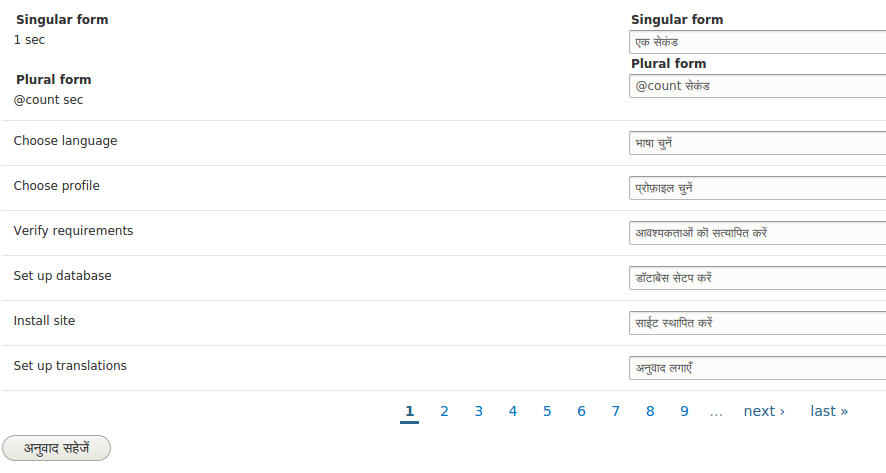 Singular form
Singular form
1 sec
एक सेकंड
Plural form
Plural form
@count sec
@count सेकंड
Choose language
भाषा चुनें
Choose profile
प्रोफ़ाइल चुनें
Verify requirements
आवश्यकताओं कॊ सत्यापित करें
Set up database
डॉटाबेस सेटप करें
Install site
साईट स्थापित करें
Set up translations
अनुवाद लगाएँ
1 2 3 4 5 6 7 8 9 … next › last »
अनुवाद सहेजें